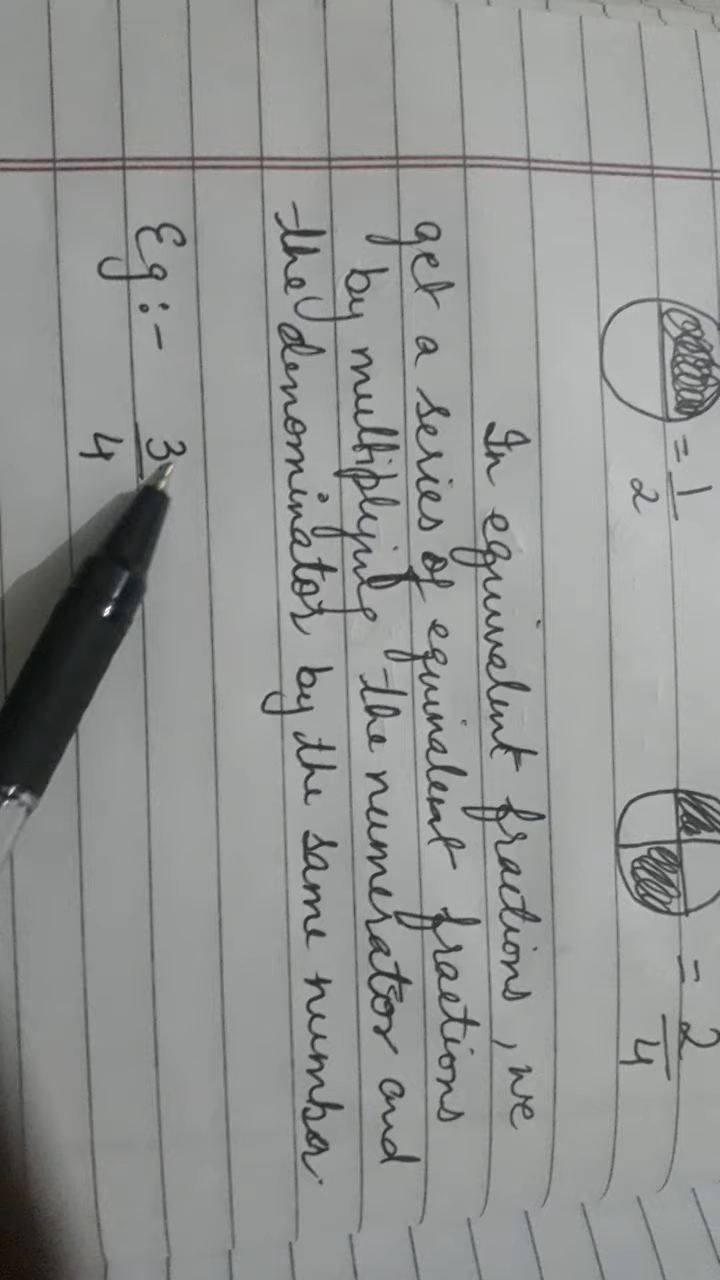 = 1/2 = 2/4
In equivalent fractions, we
get a series of equivalent fractions
by multiplying the numerator and
the denominator by the same number.
Eg:- 3/4